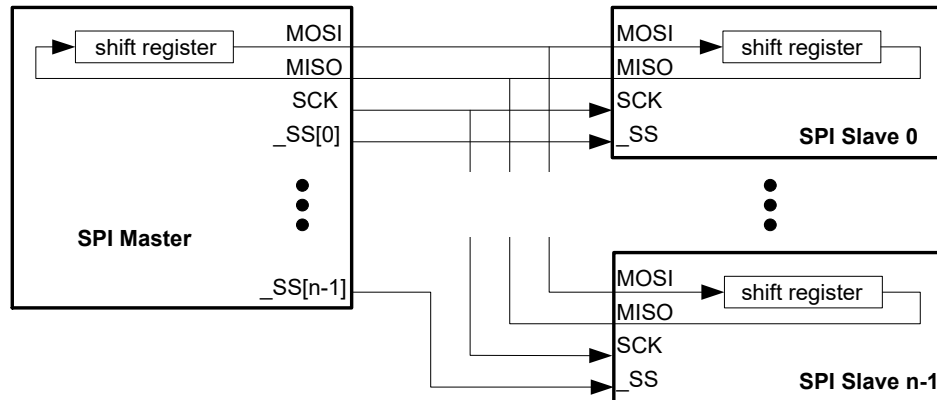 shift register
MOSI
MISO
SCK
_SS[0]
SPI Master
_SS[n-1]
MOSI
shift register
MISO
SCK
_SS
SPI Slave 0
MOSI
shift register
MISO
SCK
_SS
SPI Slave n-1